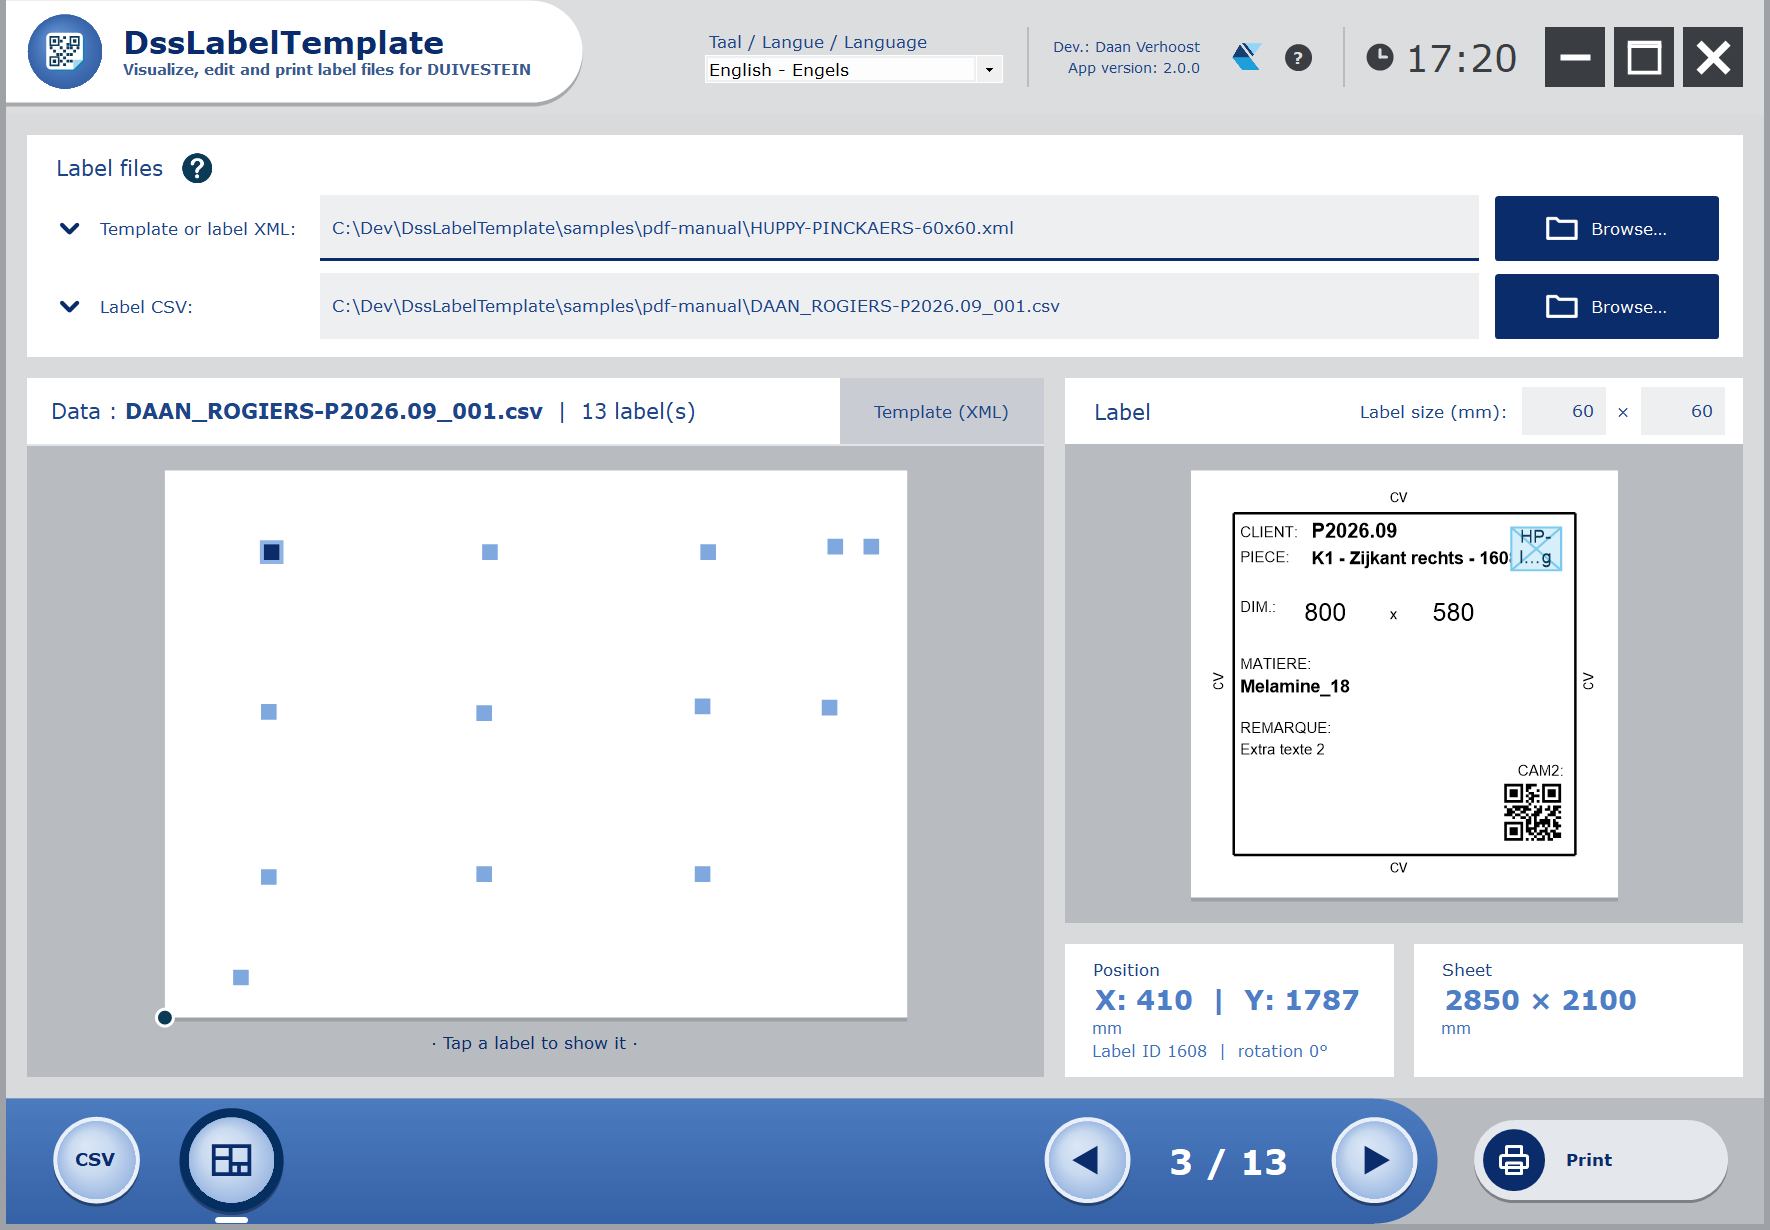 DssLabelTemplate
Visualize, edit and print label files for DUIVESTEIN
Taal / Langue / Language
English - Engels
Dev.: Daan Verhoost
App version: 2.0.0
?
17:20
Label files ?
Template or label XML:
C:\Dev\DssLabelTemplate\samples\pdf-manual\HUPPY-PINCKAERS-60x60.xml
Browse...
Label CSV:
C:\Dev\DssLabelTemplate\samples\pdf-manual\DAAN_ROGIERS-P2026.09_001.csv
Browse...
Data : DAAN_ROGIERS-P2026.09_001.csv | 13 label(s)
Template (XML)
· Tap a label to show it ·
Label
Label size (mm): 60 × 60
CV
CLIENT: P2026.09
PIECE: K1 - Zijkant rechts - 160
HP-
l...g
DIM.: 800 x 580
CV
CV
MATIERE:
Melamine_18
REMARQUE:
Extra texte 2
CAM2:
CV
Position
X: 410 | Y: 1787
mm
Label ID 1608 | rotation 0°
Sheet
2850 × 2100
mm
CSV
3 / 13
Print